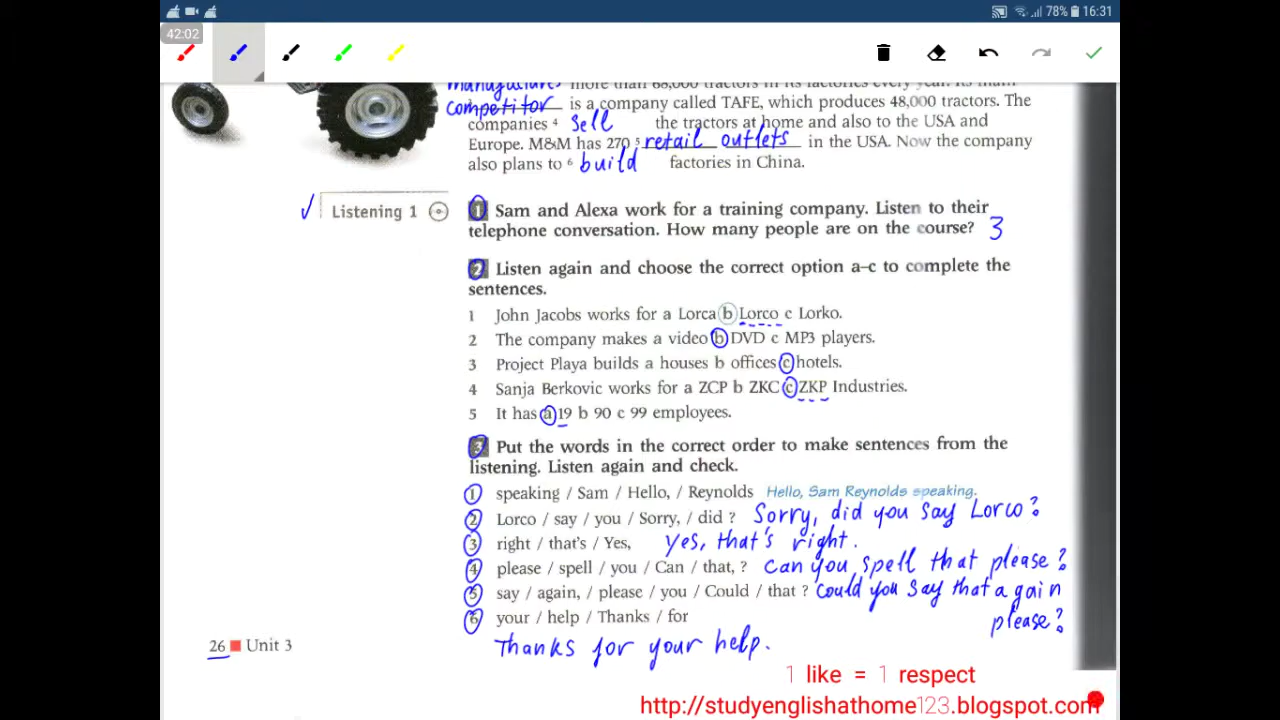 78% 16:31
42:02
manufactures more than 68,000 tractors in its factories every year. Its main
competitor is a company called TAFE, which produces 48,000 tractors. The
companies 4 sell the tractors at home and also to the USA and
Europe. M&M has 270 5 retail outlets in the USA. Now the company
also plans to 6 build factories in China.
Listening 1
1 Sam and Alexa work for a training company. Listen to their
telephone conversation. How many people are on the course? 3
2 Listen again and choose the correct option a–c to complete the
sentences.
1 John Jacobs works for a Lorca b Lorco c Lorko.
2 The company makes a video b DVD c MP3 players.
3 Project Playa builds a houses b offices c hotels.
4 Sanja Berkovic works for a ZCP b ZKC c ZKP Industries.
5 It has a 19 b 90 c 99 employees.
3 Put the words in the correct order to make sentences from the
listening. Listen again and check.
1 speaking / Sam / Hello, / Reynolds Hello, Sam Reynolds speaking.
2 Lorco / say / you / Sorry, / did ? Sorry, did you say Lorco?
3 right / that's / Yes, Yes, that's right.
4 please / spell / you / Can / that, ? Can you spell that please?
5 say / again, / please / you / Could / that ? Could you say that again
please?
6 your / help / Thanks / for
Thanks for your help.
26 Unit 3
1 like = 1 respect
http://studyenglishathome123.blogspot.com